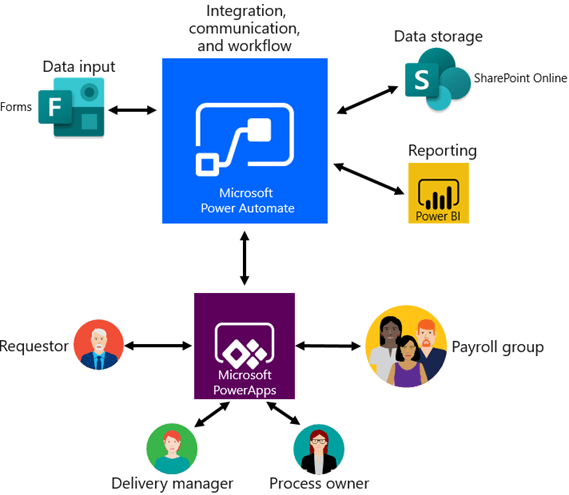 Integration,
communication,
and workflow
Data input
Forms
F
Microsoft
Power Automate
Data storage
S
SharePoint Online
Reporting
Power BI
Requestor
Microsoft
PowerApps
Payroll group
Delivery manager
Process owner